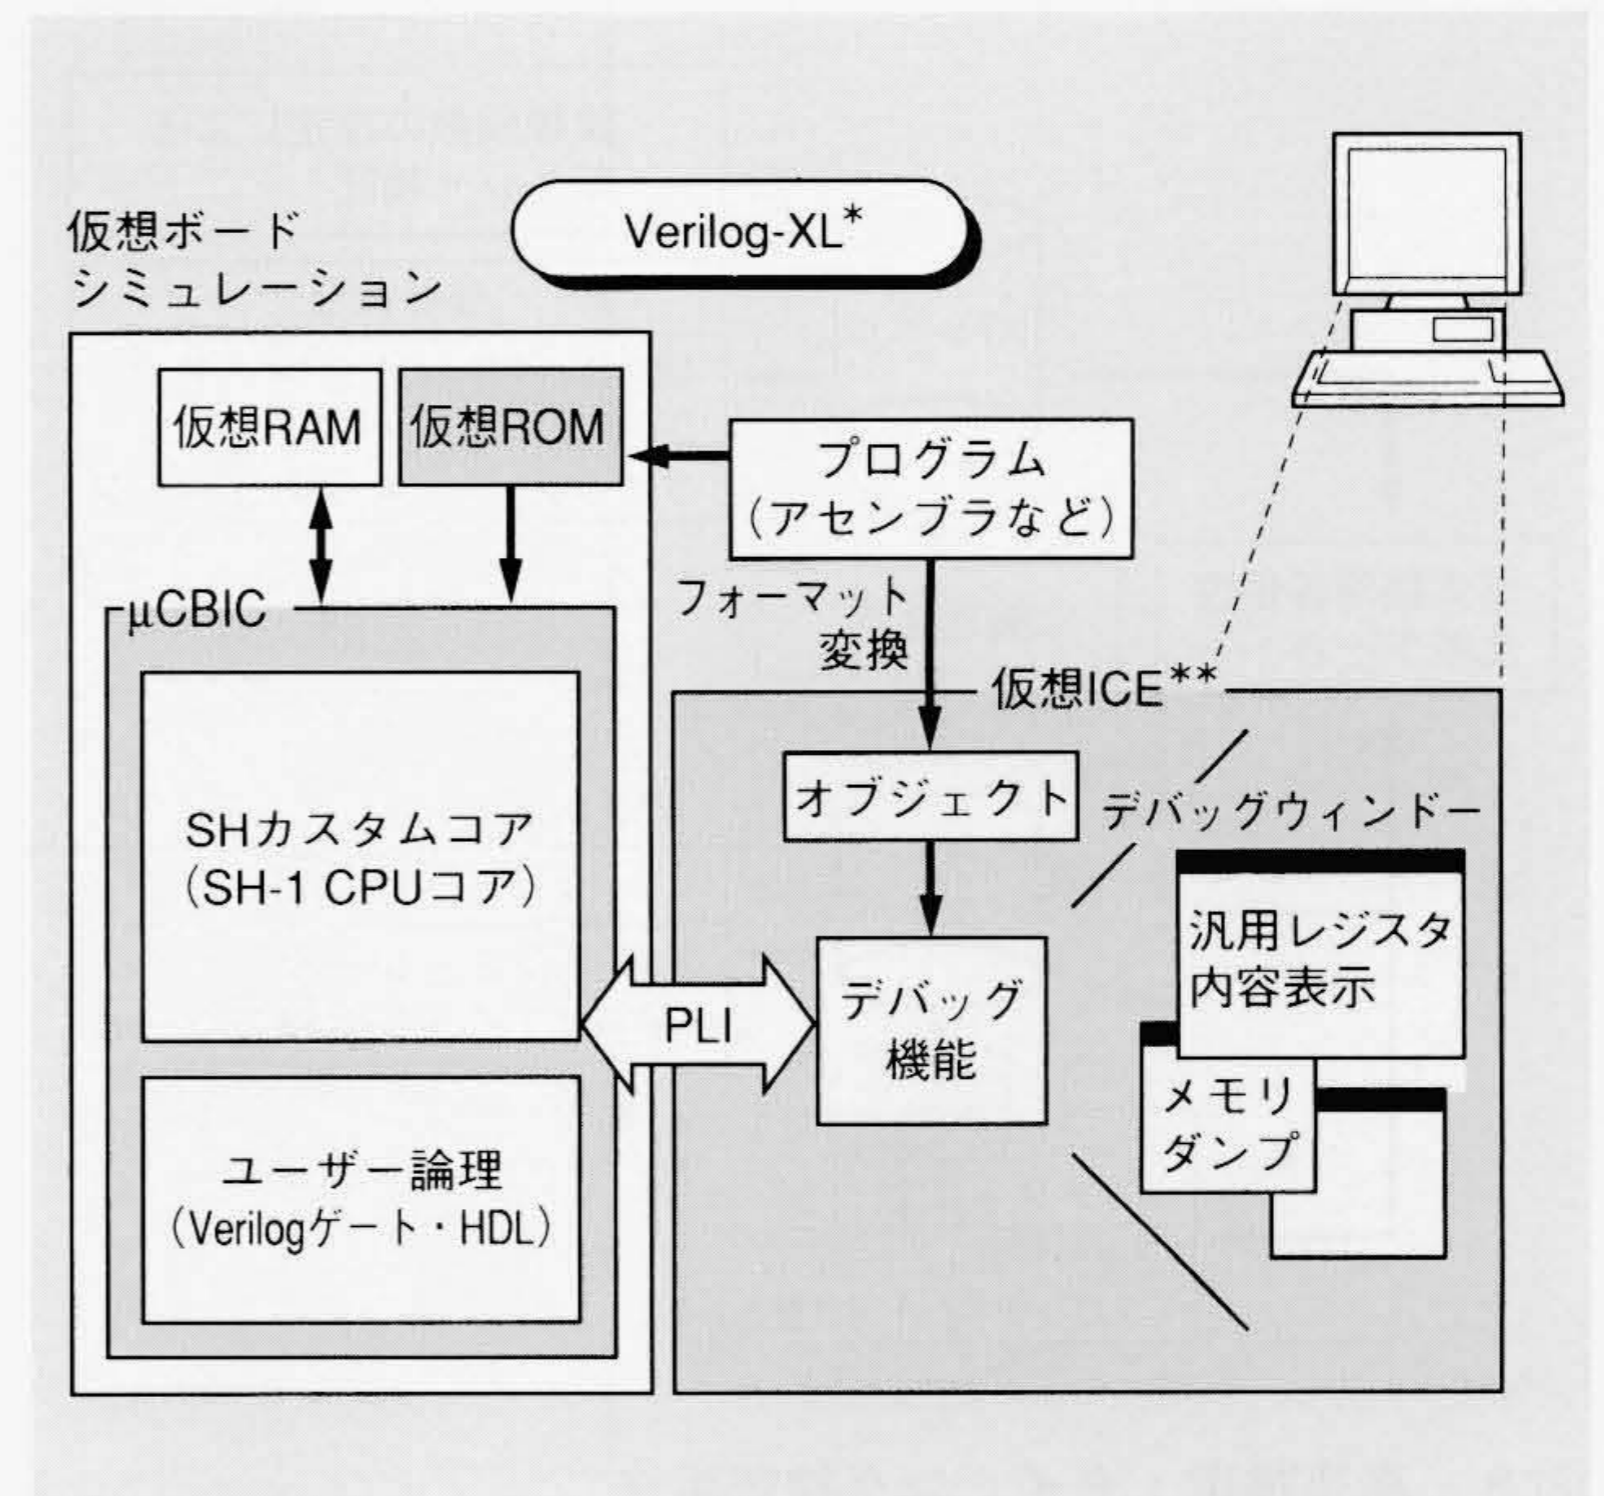 Verilog-XL*
仮想ボード
シミュレーション
仮想RAM
仮想ROM
プログラム
(アセンブラなど)
フォーマット
変換
μCBIC
仮想ICE**
SHカスタムコア
(SH-1 CPUコア)
オブジェクト
デバッグウィンドー
汎用レジスタ
内容表示
PLI
デバッグ
機能
メモリ
ダンプ
ユーザー論理
(Verilogゲート・HDL)